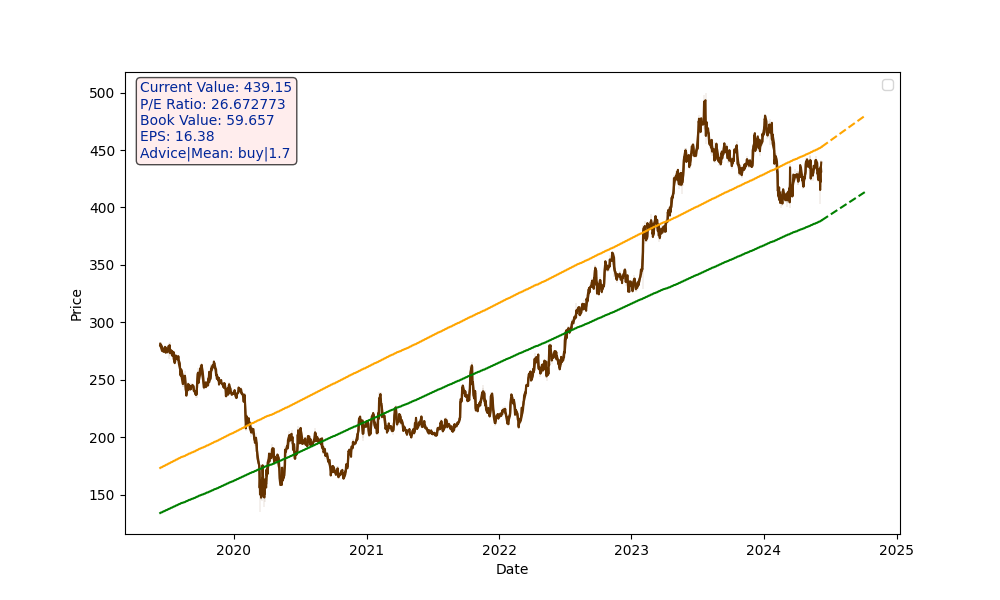 Current Value: 439.15
P/E Ratio: 26.672773
Book Value: 59.657
EPS: 16.38
Advice|Mean: buy|1.7
500
450
400
350
300
250
200
150
Price
2020 2021 2022 2023 2024 2025
Date